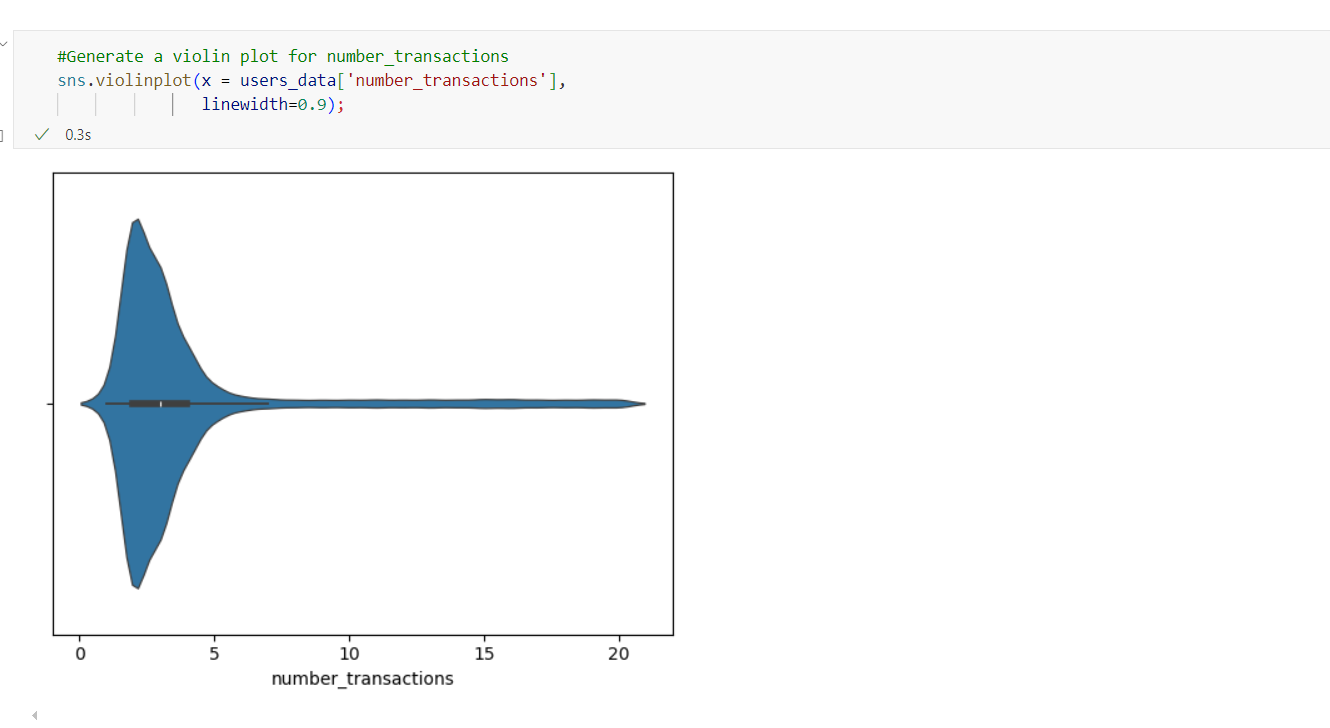 #Generate a violin plot for number_transactions
sns.violinplot(x = users_data['number_transactions'],
linewidth=0.9);
0.3s
0 5 10 15 20
number_transactions